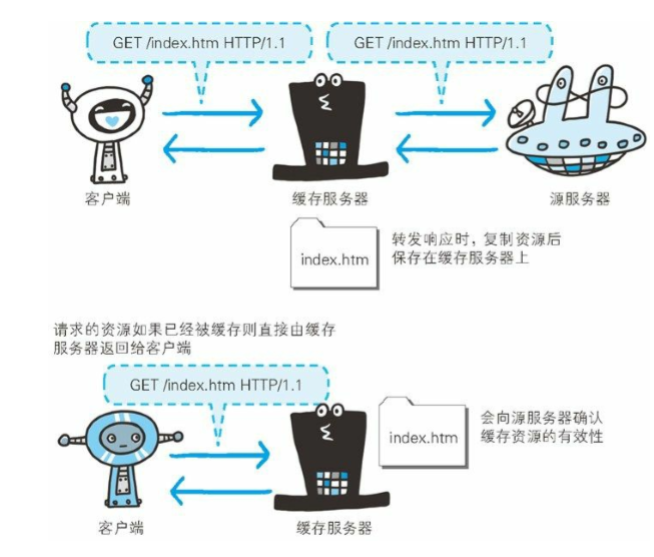 GET /index.htm HTTP/1.1
GET /index.htm HTTP/1.1
客户端
缓存服务器
源服务器
index.htm
转发响应时，复制资源后
保存在缓存服务器上
请求的资源如果已经被缓存则直接由缓存
服务器返回给客户端
GET /index.htm HTTP/1.1
index.htm
会向源服务器确认
缓存资源的有效性
客户端
缓存服务器